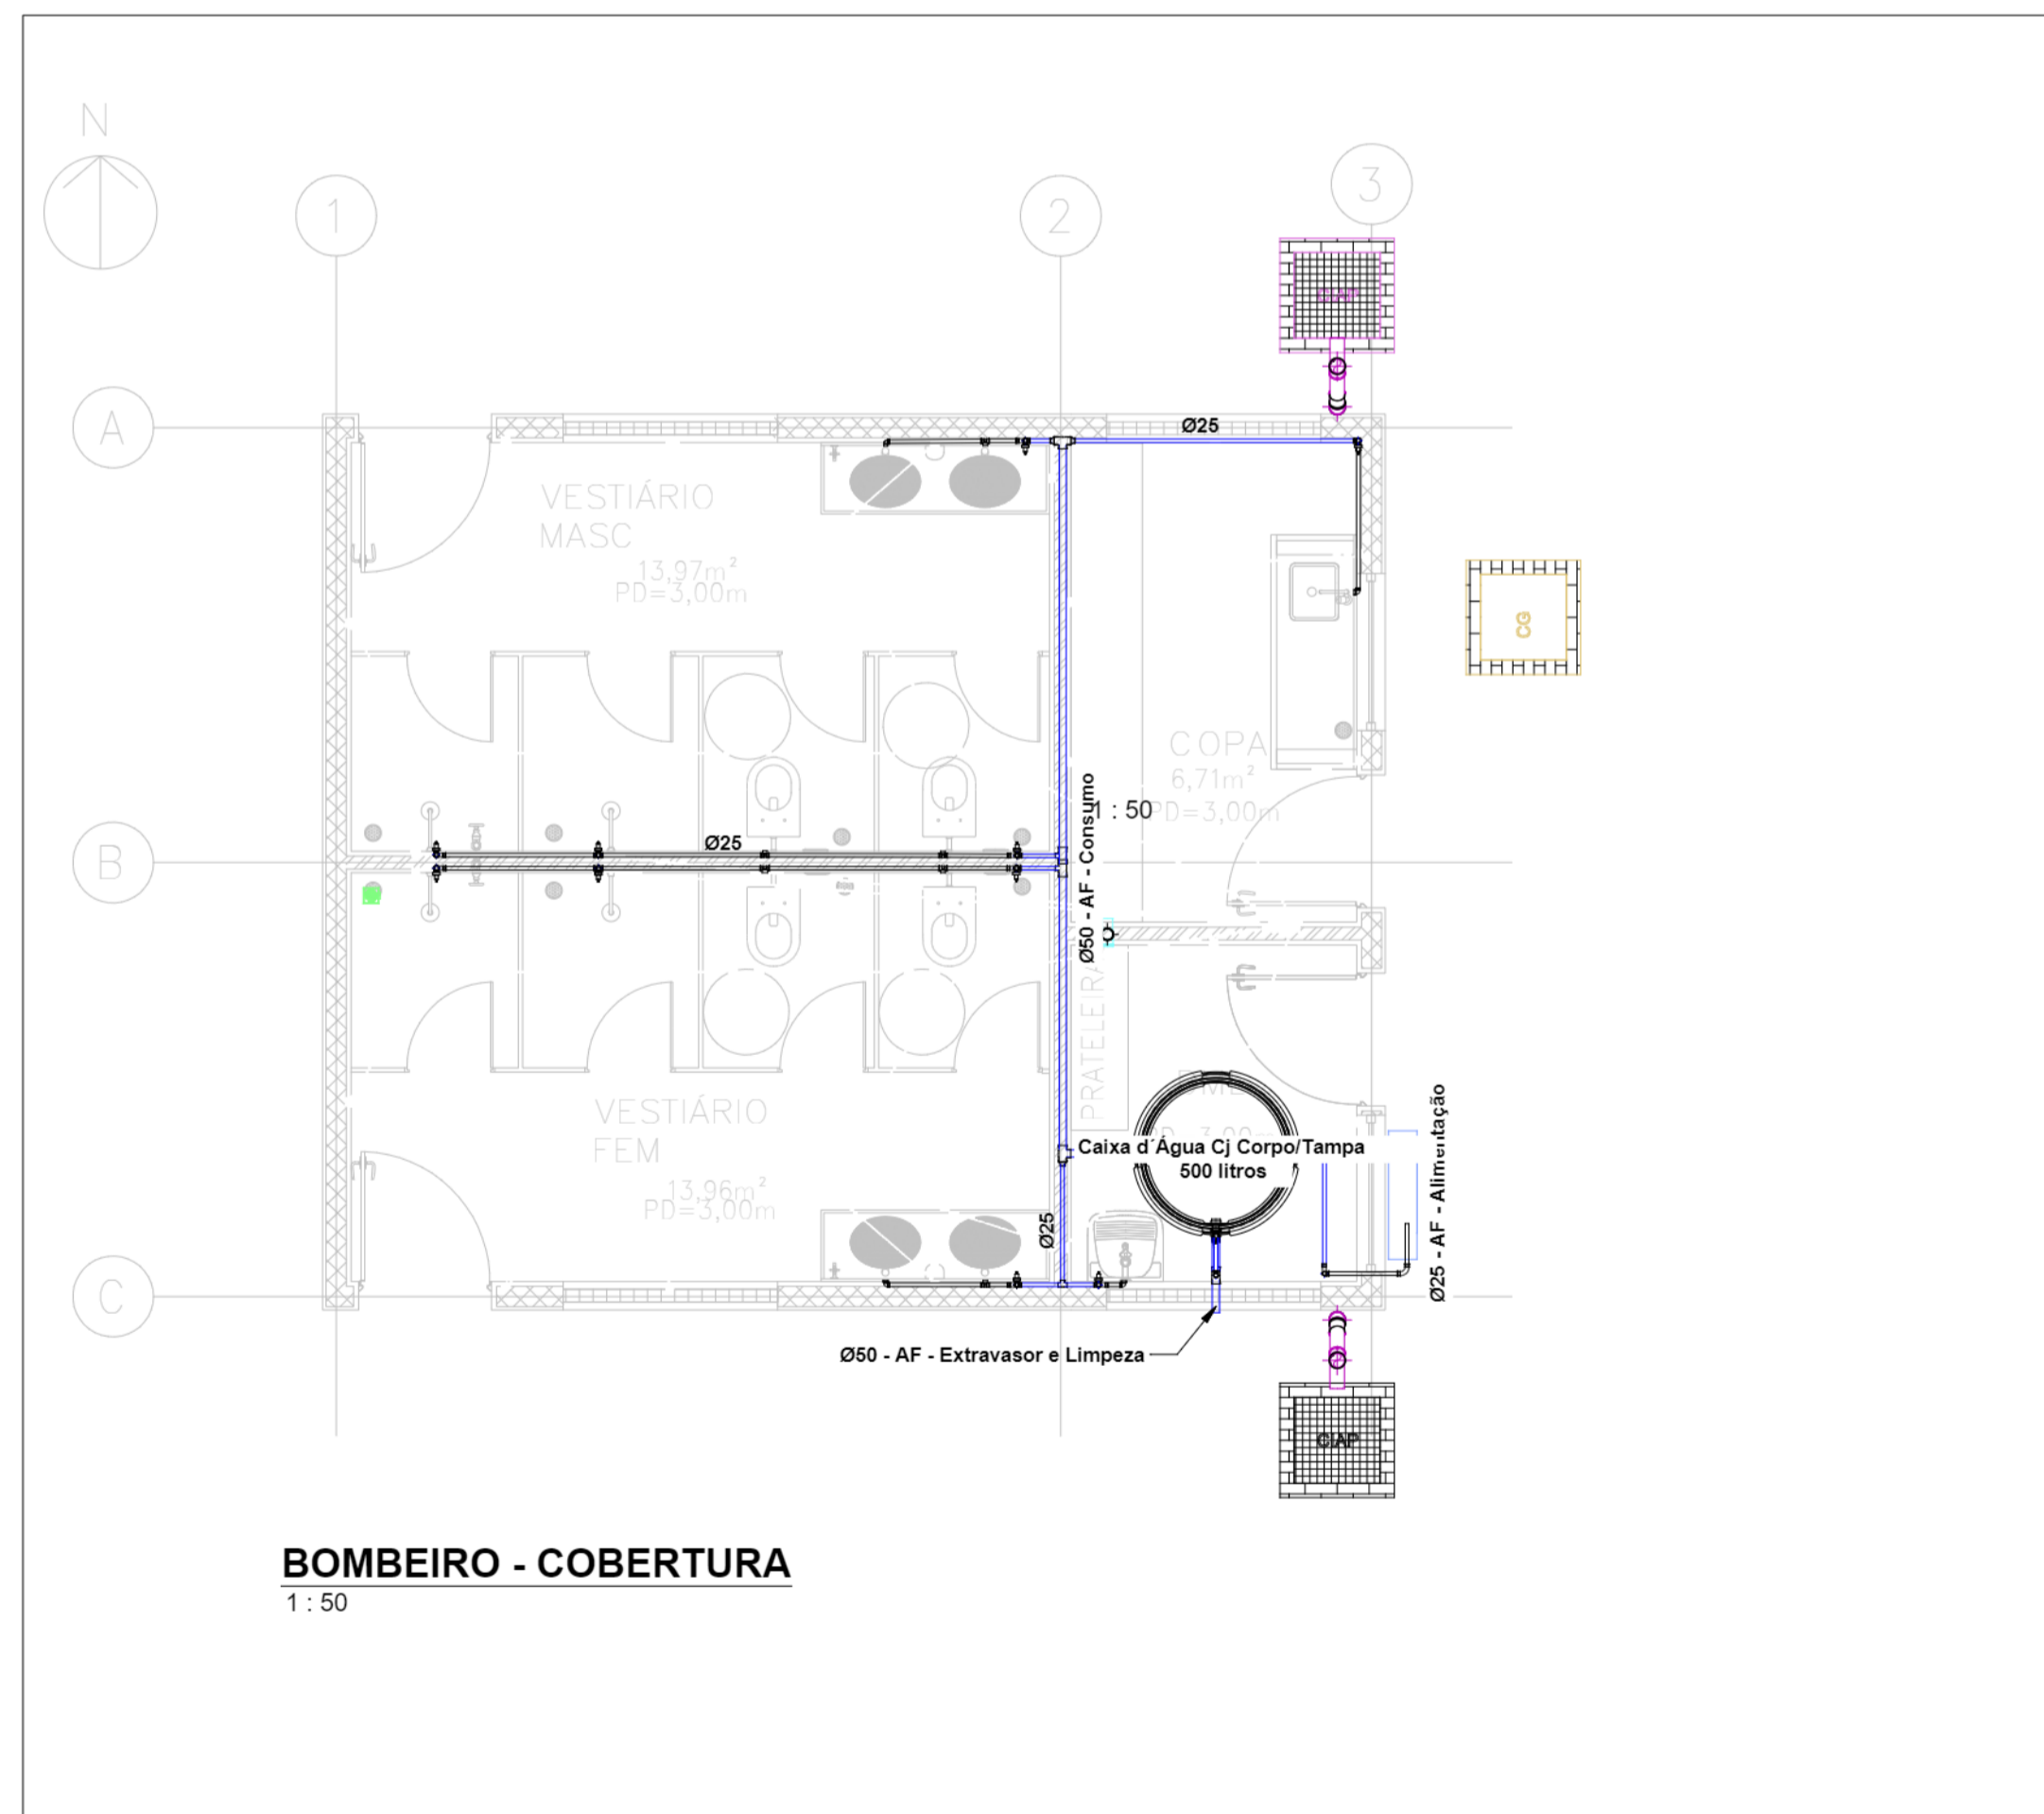 N
1
2
3
CIAP
A
Ø25
VESTIÁRIO
MASC
13,97m²
PD=3,00m
CG
COPA
6,71m²
PD=3,00m
1 : 50
Ø50 - AF - Consumo
Ø25
B
PRATELEIRA
VESTIÁRIO
FEM
13,96m²
PD=3,00m
Caixa d´Água Cj Corpo/Tampa
500 litros
Ø25 - AF - Alimentação
Ø25
C
Ø50 - AF - Extravasor e Limpeza
CIAP
BOMBEIRO - COBERTURA
1 : 50